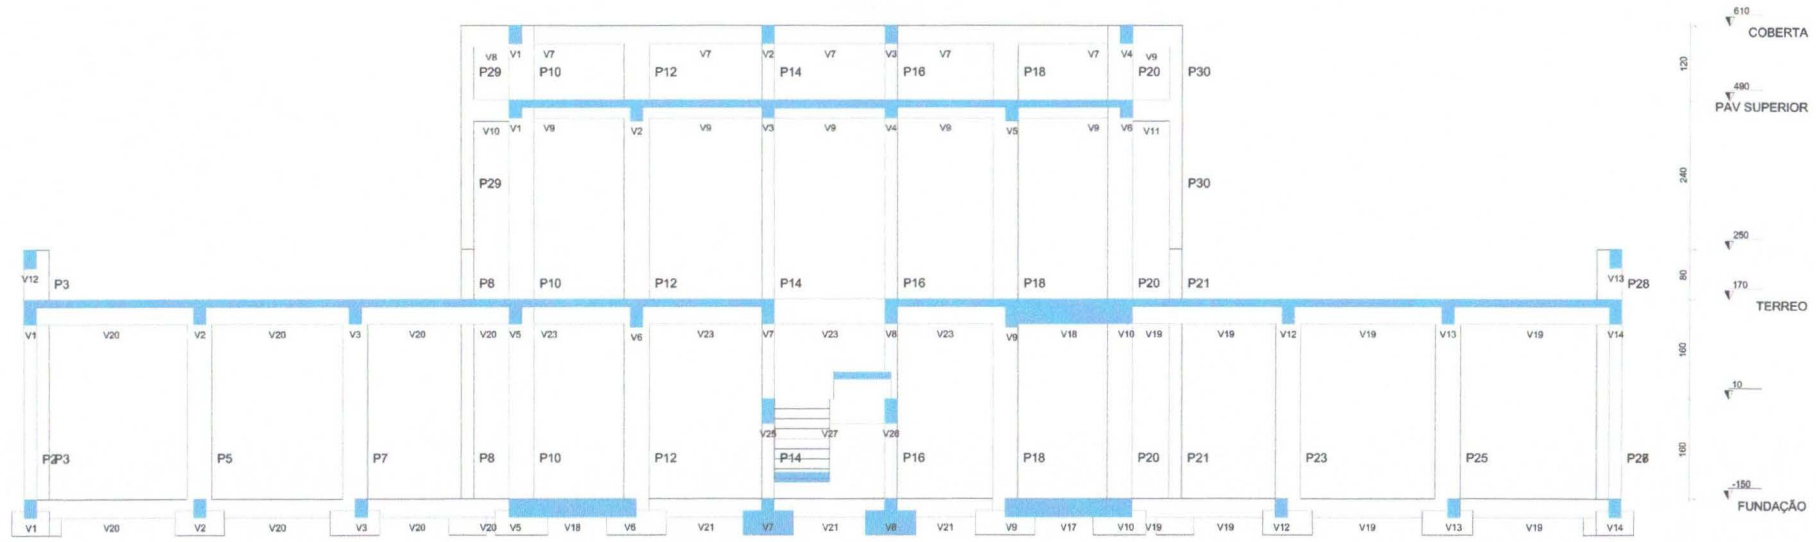 610
COBERTA
V8 V1 V7 V7 V2 V7 V3 V7 V7 V4 V9
P29 P10 P12 P14 P16 P18 P20 P30
120
490
PAV SUPERIOR
V10 V1 V9 V2 V9 V3 V9 V4 V9 V5 V9 V6 V11
P29 P30
240
250
V12 P3 P8 P10 P12 P14 P16 P18 P20 P21 V13 P28
80
170
TERREO
V1 V20 V2 V20 V3 V20 V20 V5 V23 V6 V23 V7 V23 V8 V23 V9 V18 V10 V19 V19 V12 V19 V13 V19 V14
160
10
V25 V27
P3 P5 P7 P8 P10 P12 P14 P16 P18 P20 P21 P23 P25
160
-150
FUNDAÇÃO
V1 V20 V2 V20 V3 V20 V20 V5 V18 V6 V21 V7 V21 V8 V21 V9 V17 V10 V19 V19 V12 V19 V13 V19 V14